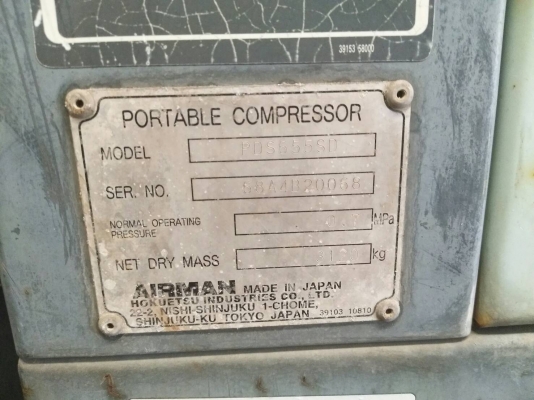 39153 58000
PORTABLE COMPRESSOR
MODEL
SER. NO.
NORMAL OPERATING
PRESSURE MPa
NET DRY MASS kg
AIRMAN MADE IN JAPAN
HOKUETSU INDUSTRIES CO., LTD.
22-2, NISHI-SHINJUKU 1-CHOME,
SHINJUKU-KU TOKYO JAPAN 39103 10810